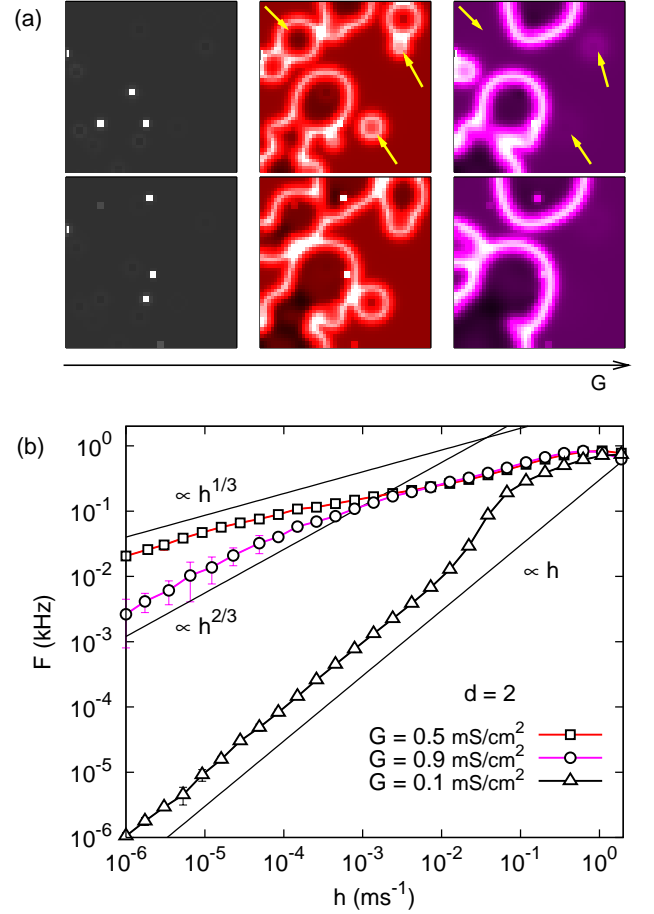 (a)
G
(b)
10^0
10^-1
10^-2
10^-3
10^-4
10^-5
10^-6
F (kHz)
∝ h^1/3
∝ h^2/3
∝ h
d = 2
G = 0.5 mS/cm^2
G = 0.9 mS/cm^2
G = 0.1 mS/cm^2
10^-6 10^-5 10^-4 10^-3 10^-2 10^-1 10^0
h (ms^-1)